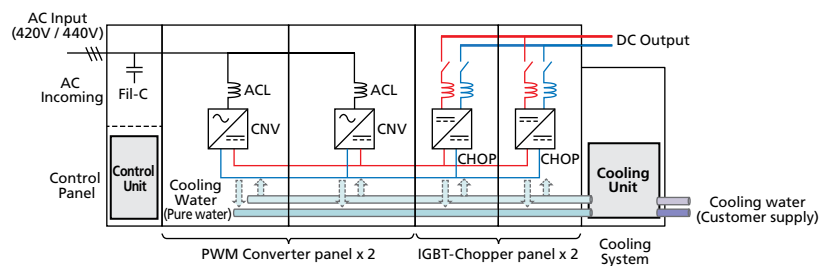 AC Input
(420V / 440V)
DC Output
AC
Incoming
Fil-C
ACL
ACL
CNV
CNV
CHOP
CHOP
Control
Panel
Control
Unit
Cooling
Water
(Pure water)
Cooling
Unit
Cooling water
(Customer supply)
PWM Converter panel x 2
IGBT-Chopper panel x 2
Cooling
System